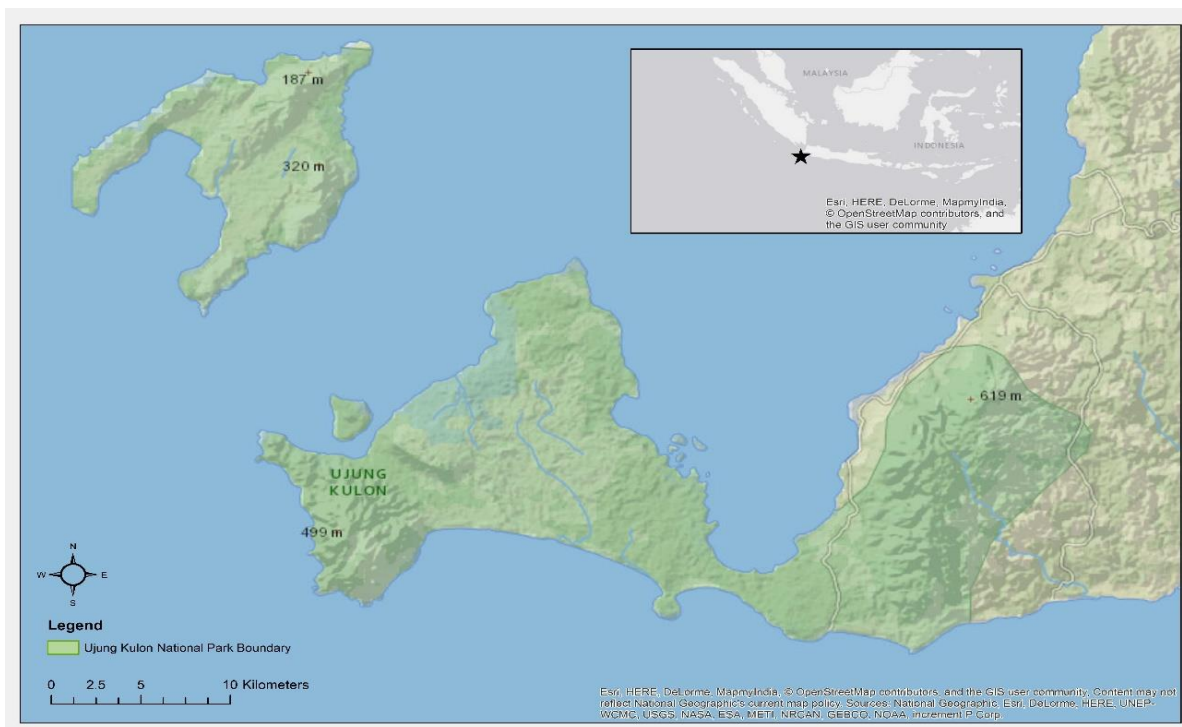 187 m
320 m
MALAYSIA
INDONESIA
Esri, HERE, DeLorme, MapmyIndia,
© OpenStreetMap contributors, and
the GIS user community
619 m
UJUNG
KULON
499 m
N
W E
S
Legend
Ujung Kulon National Park Boundary
0 2.5 5 10 Kilometers
Esri, HERE, DeLorme, MapmyIndia, © OpenStreetMap contributors, and the GIS user community, Content may not
reflect National Geographic's current map policy. Sources: National Geographic, Esri, DeLorme, HERE, UNEP-
WCMC, USGS, NASA, ESA, METI, NRCAN, GEBCO, NOAA, increment P Corp.